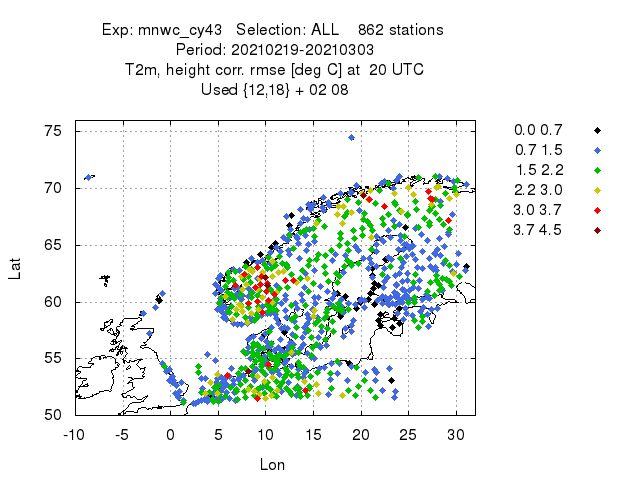 Exp: mnwc_cy43 Selection: ALL 862 stations
Period: 20210219-20210303
T2m, height corr. rmse [deg C] at 20 UTC
Used {12,18} + 02 08
75
70
65
60
55
50
Lat
-10 -5 0 5 10 15 20 25 30
Lon
0.0 0.7
0.7 1.5
1.5 2.2
2.2 3.0
3.0 3.7
3.7 4.5